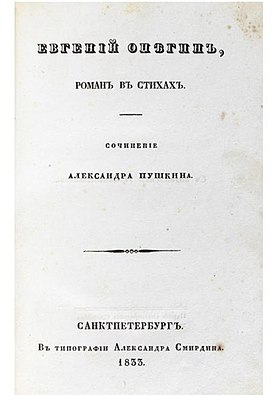 ЕВГЕНІЙ ОНѢГИНЪ,
РОМАНЪ ВЪ СТИХАХЪ.
СОЧИНЕНІЕ
АЛЕКСАНДРА ПУШКИНА.
САНКТПЕТЕРБУРГЪ.
Въ типографіи Александра Смирдина.
1833.